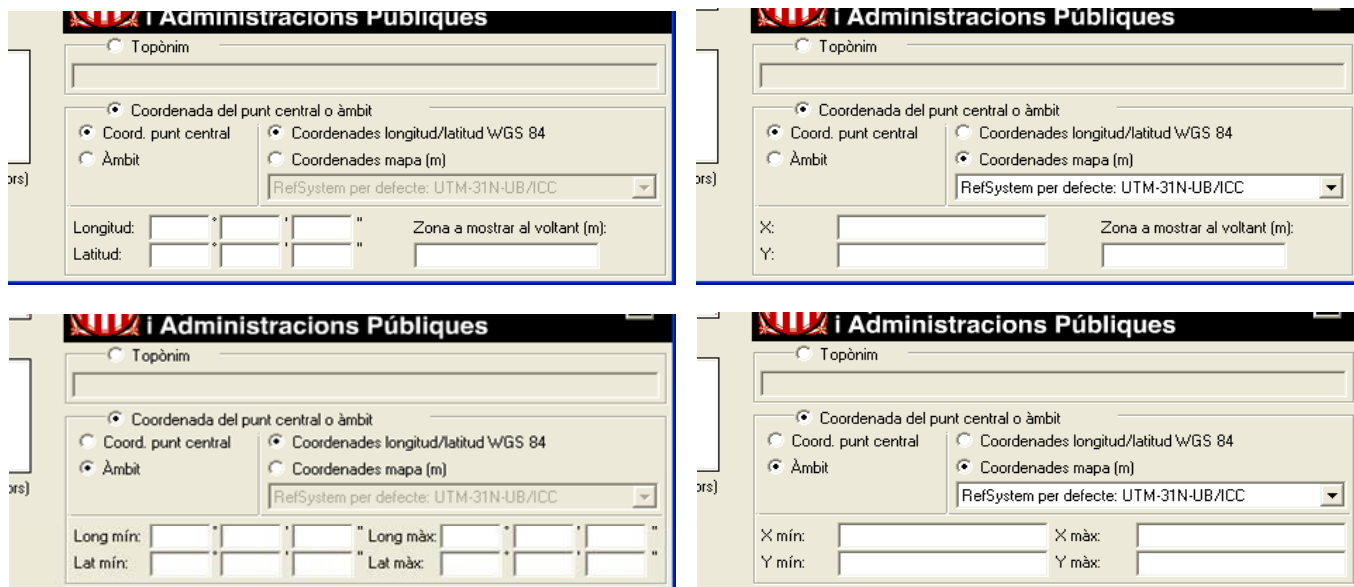 i Administracions Públiques
Topònim
Coordenada del punt central o àmbit
Coord. punt central
Coordenades longitud/latitud WGS 84
Àmbit
Coordenades mapa (m)
ors)
RefSystem per defecte: UTM-31N-UB/ICC
Longitud: ° ' " Zona a mostrar al voltant (m):
Latitud: ° ' "
i Administracions Públiques
Topònim
Coordenada del punt central o àmbit
Coord. punt central
Coordenades longitud/latitud WGS 84
Àmbit
Coordenades mapa (m)
ors)
RefSystem per defecte: UTM-31N-UB/ICC
X: Zona a mostrar al voltant (m):
Y:
i Administracions Públiques
Topònim
Coordenada del punt central o àmbit
Coord. punt central
Coordenades longitud/latitud WGS 84
Àmbit
Coordenades mapa (m)
ors)
RefSystem per defecte: UTM-31N-UB/ICC
Long mín: ° ' " Long màx: ° ' "
Lat mín: ° ' " Lat màx: ° ' "
i Administracions Públiques
Topònim
Coordenada del punt central o àmbit
Coord. punt central
Coordenades longitud/latitud WGS 84
Àmbit
Coordenades mapa (m)
ors)
RefSystem per defecte: UTM-31N-UB/ICC
X mín: X màx:
Y mín: Y màx: